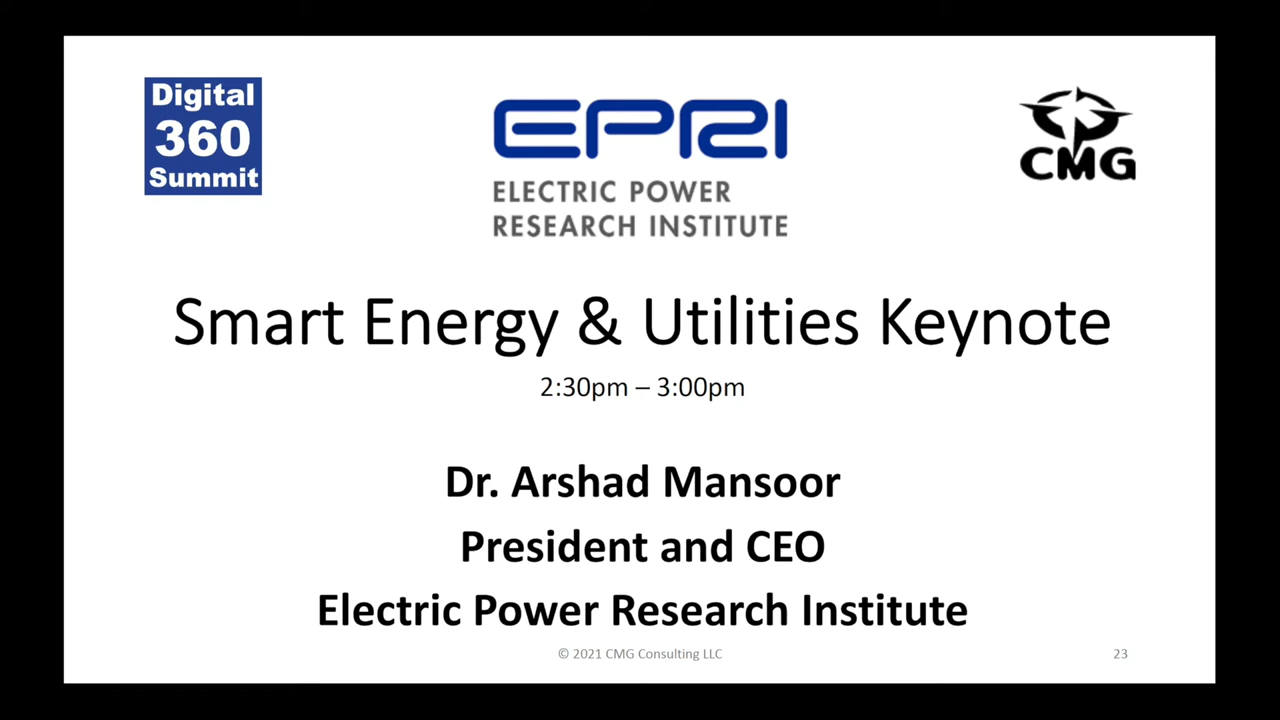 Digital
360
Summit
EPRI
ELECTRIC POWER
RESEARCH INSTITUTE
CMG
Smart Energy & Utilities Keynote
2:30pm – 3:00pm
Dr. Arshad Mansoor
President and CEO
Electric Power Research Institute
© 2021 CMG Consulting LLC
23